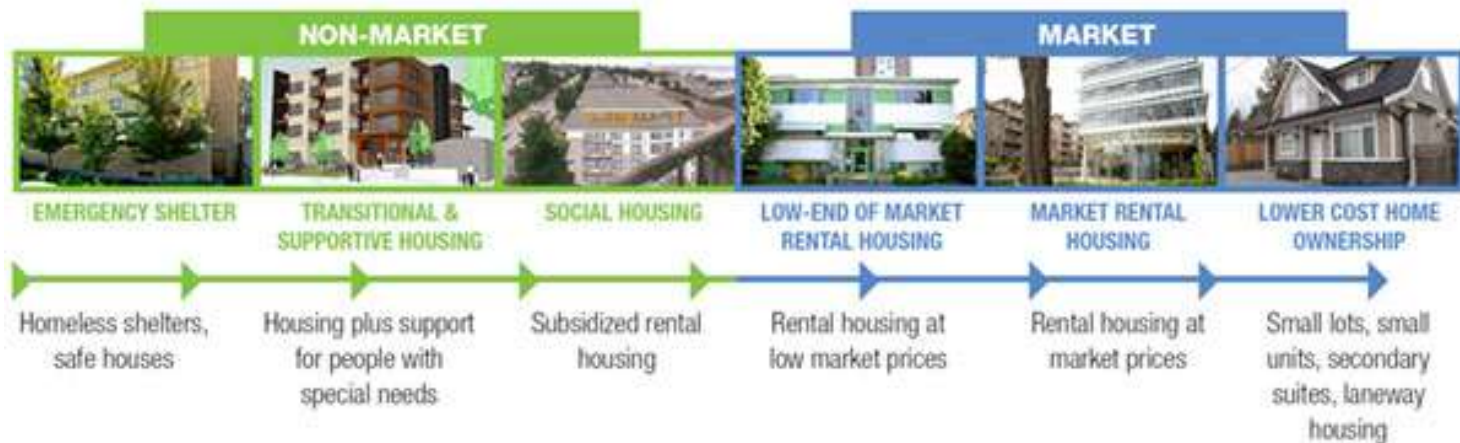 NON-MARKET
MARKET
EMERGENCY SHELTER
TRANSITIONAL &
SUPPORTIVE HOUSING
SOCIAL HOUSING
LOW-END OF MARKET
RENTAL HOUSING
MARKET RENTAL
HOUSING
LOWER COST HOME
OWNERSHIP
Homeless shelters,
safe houses
Housing plus support
for people with
special needs
Subsidized rental
housing
Rental housing at
low market prices
Rental housing at
market prices
Small lots, small
units, secondary
suites, laneway
housing